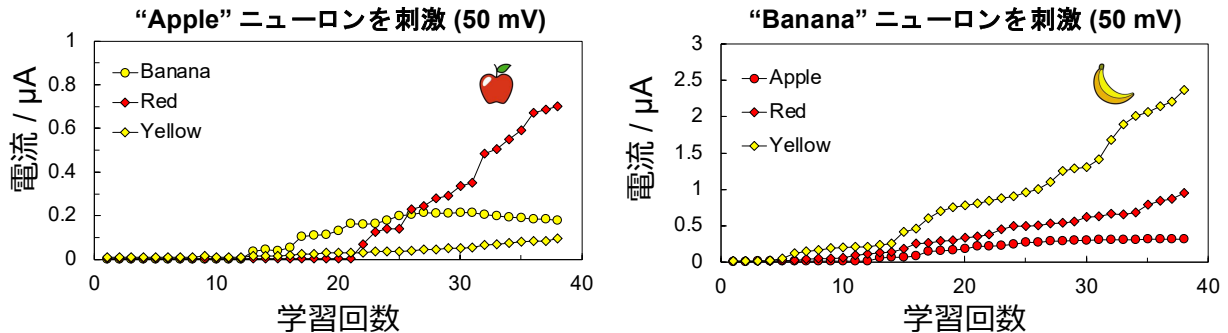 “Apple” ニューロンを刺激 (50 mV)
電流 / μA
1
0.8
0.6
0.4
0.2
0
Banana
Red
Yellow
0 10 20 30 40
学習回数
“Banana” ニューロンを刺激 (50 mV)
電流 / μA
3
2.5
2
1.5
1
0.5
0
Apple
Red
Yellow
0 10 20 30 40
学習回数